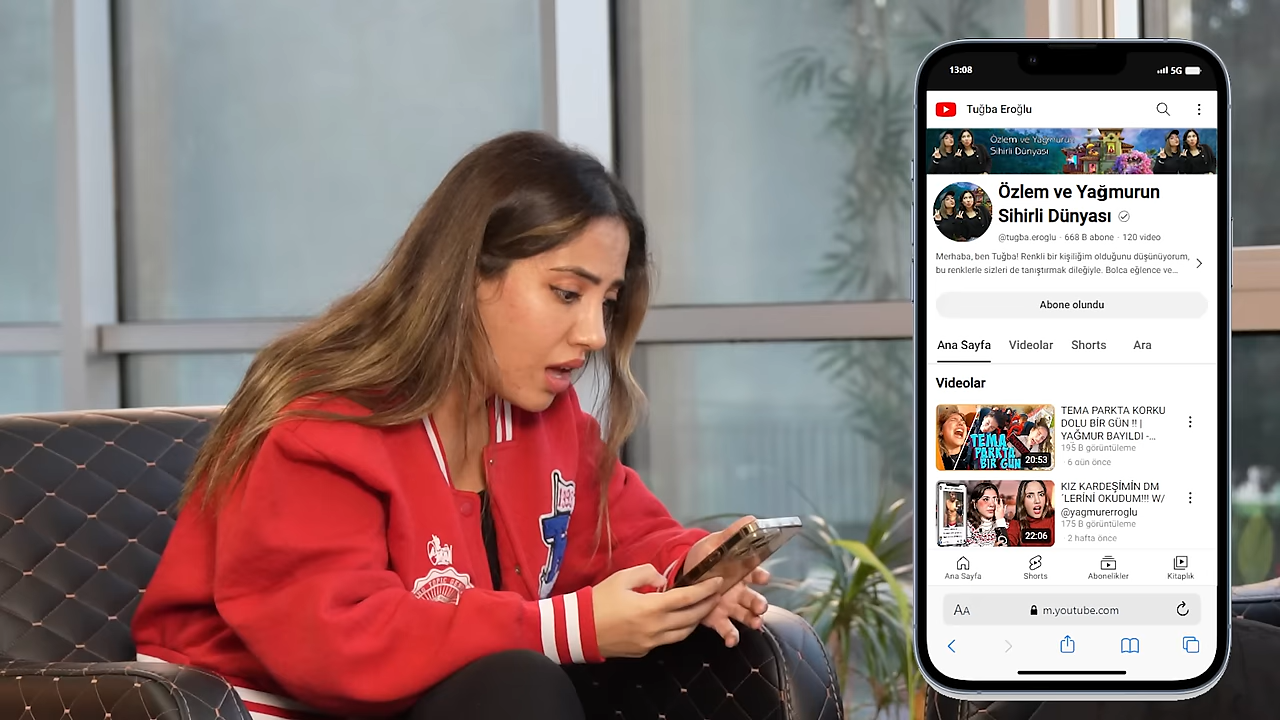 13:08
5G
Tuğba Eroğlu
Özlem ve Yağmurun
Sihirli Dünyası
Özlem ve Yağmurun
Sihirli Dünyası
@tugba.eroglu · 668 B abone · 120 video
Merhaba, ben Tuğba! Renkli bir kişiliğim olduğunu düşünüyorum,
bu renklerle sizleri de tanıştırmak dileğiyle. Bolca eğlence ve...
Abone olundu
Ana Sayfa Videolar Shorts Ara
Videolar
TEMA PARKTA KORKU
DOLU BİR GÜN !! |
YAĞMUR BAYILDI -...
195 B görüntüleme
6 gün önce
TEMA
PARKTA
BİR GÜN
20:53
KIZ KARDEŞİMİN DM
´LERİNİ OKUDUM!!! W/
@yagmurerroglu
175 B görüntüleme
2 hafta önce
22:06
Ana Sayfa Shorts Abonelikler Kitaplık
AA m.youtube.com